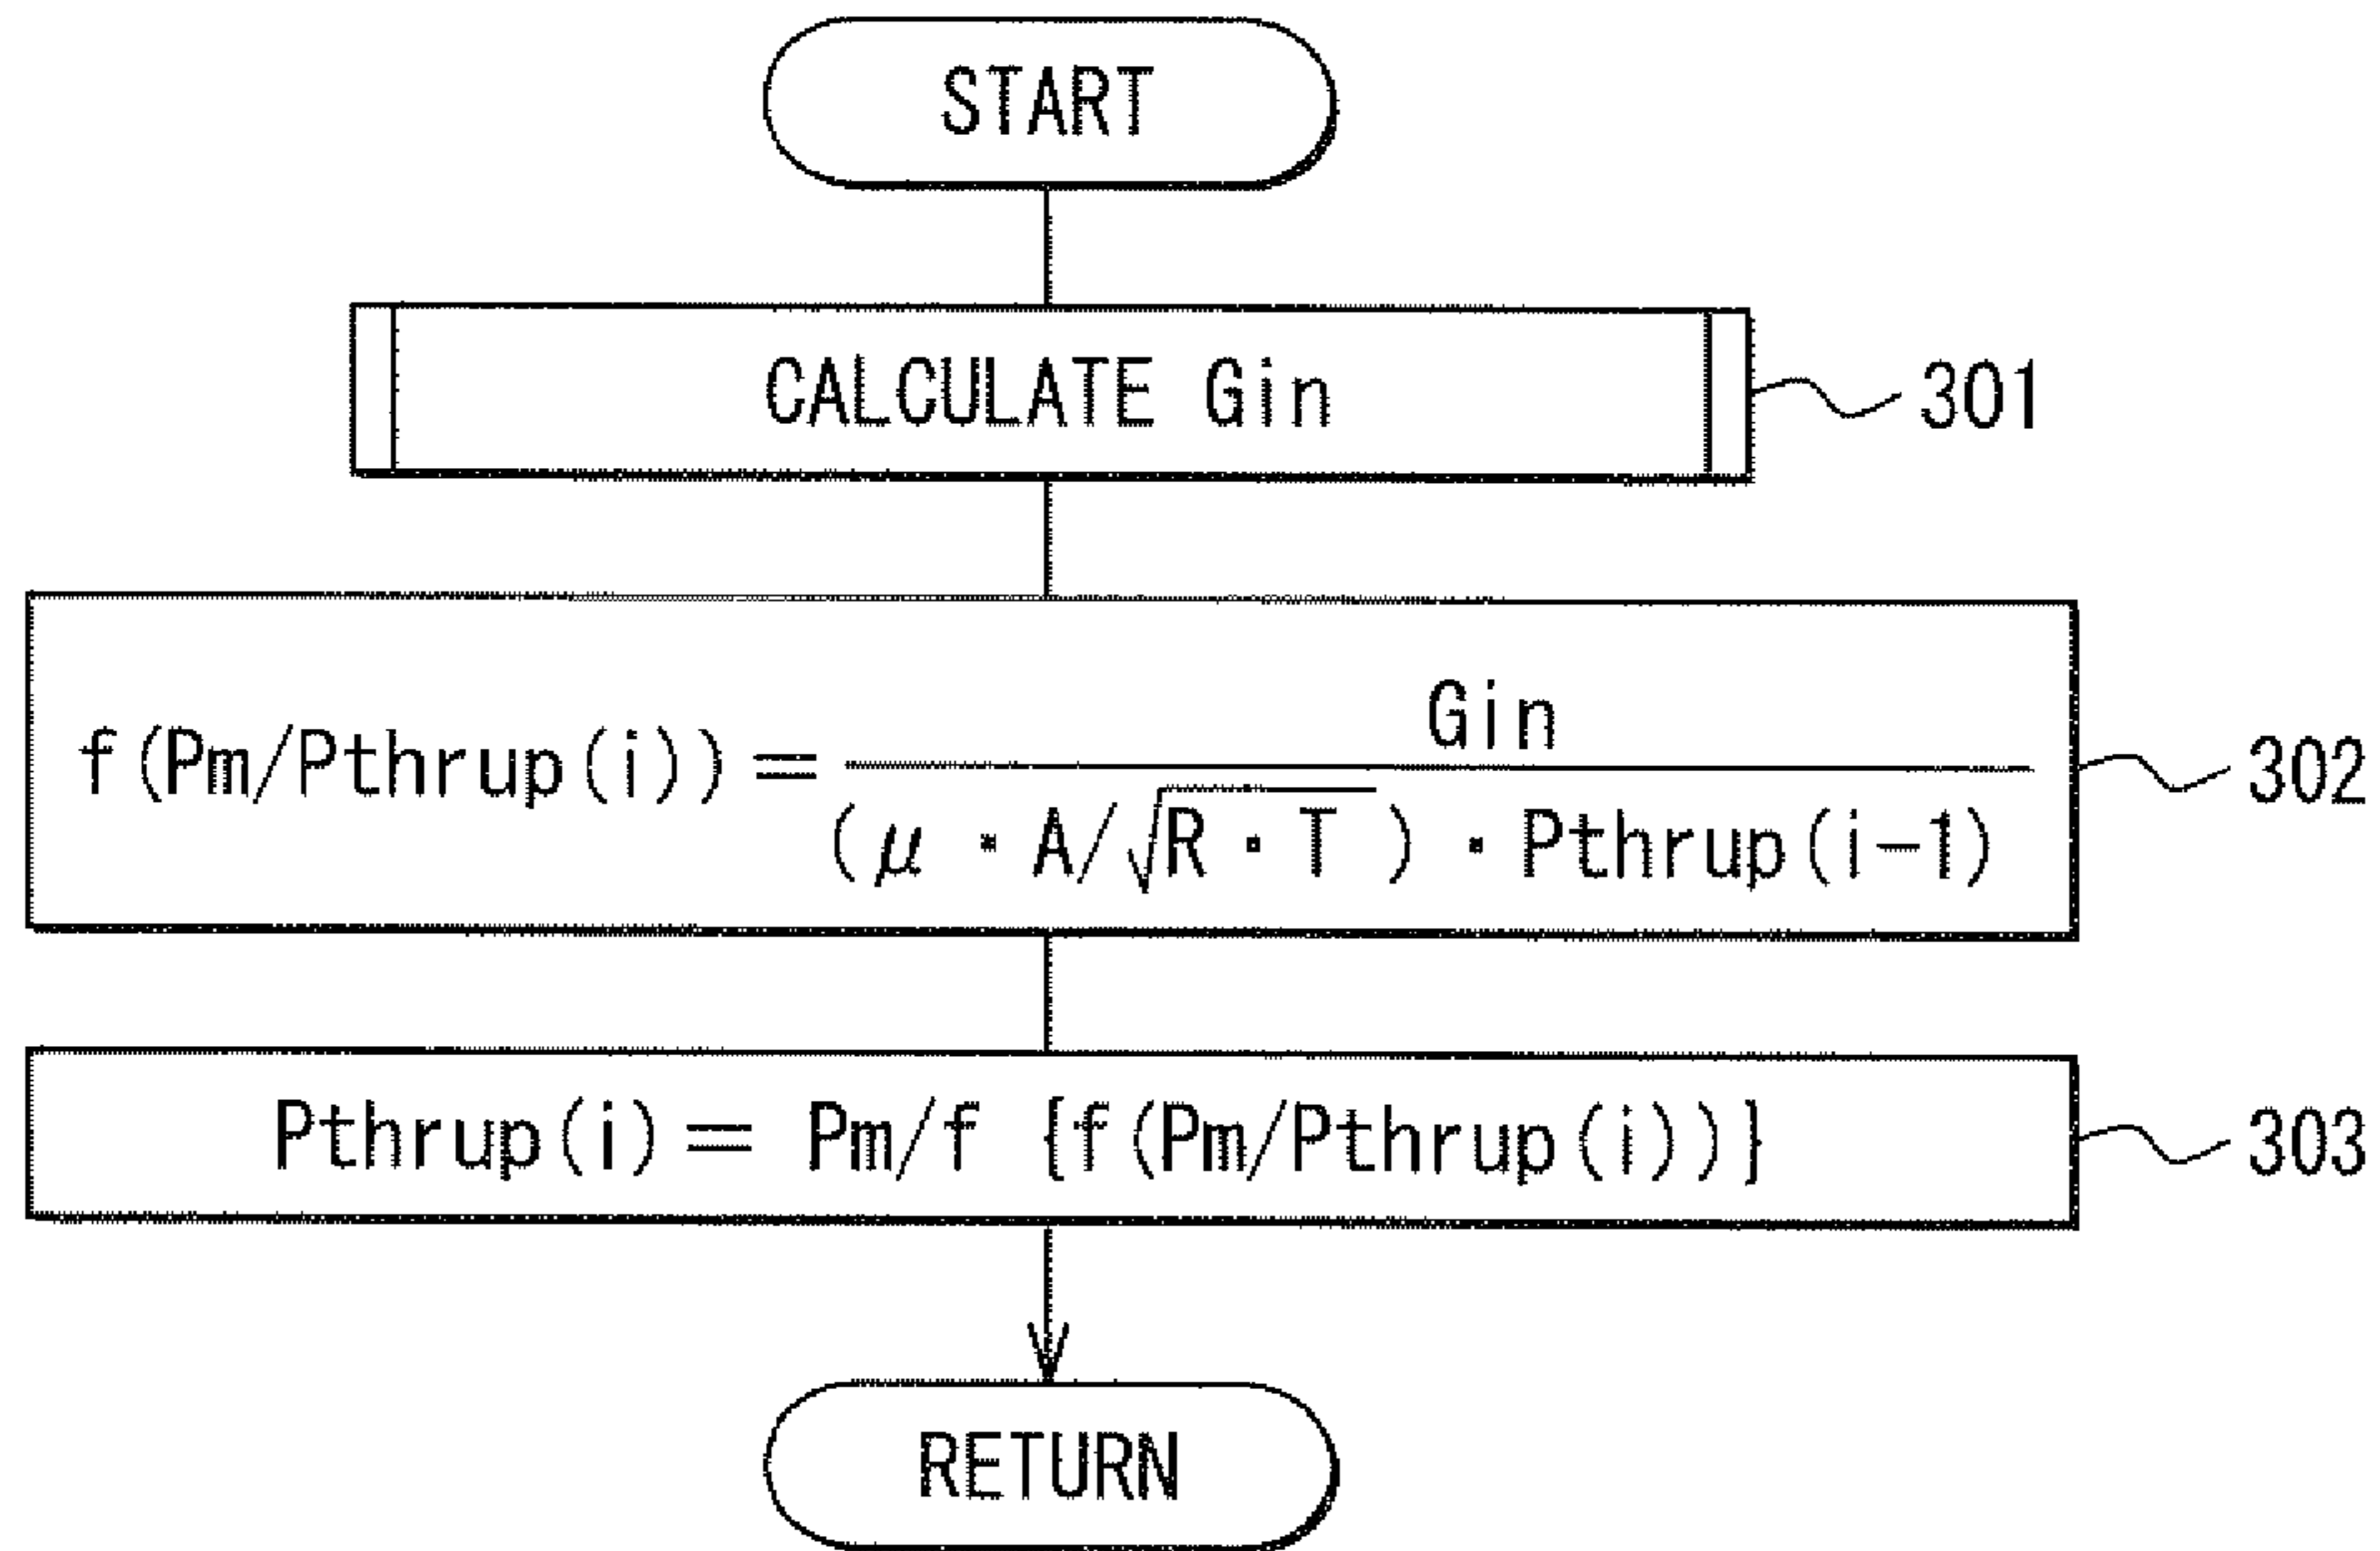 START
CALCULATE Gin
301
f(Pm/Pthrup(i))=Gin/(μ・A/√R・T)・Pthrup(i-1)
302
Pthrup(i)= Pm/f {f(Pm/Pthrup(i))}
303
RETURN